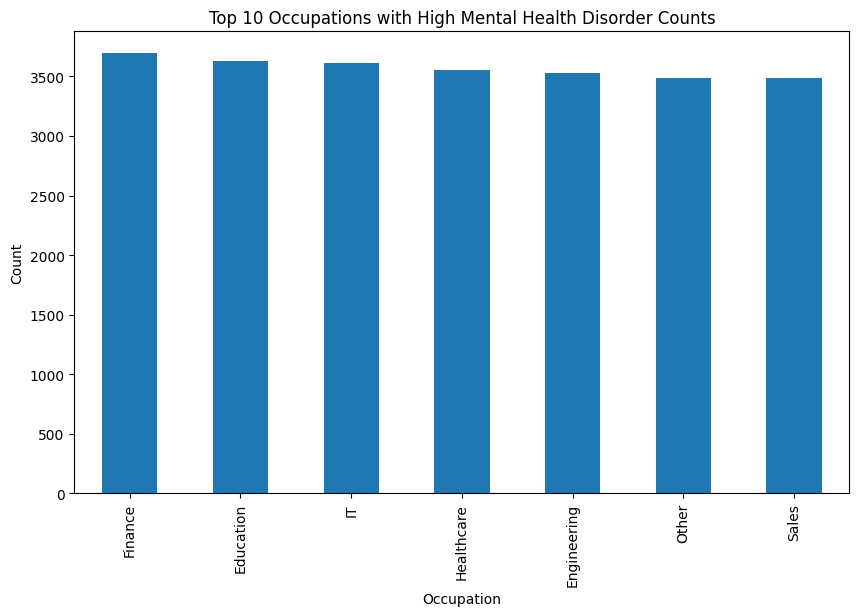 Top 10 Occupations with High Mental Health Disorder Counts
Count
3500
3000
2500
2000
1500
1000
500
0
Finance
Education
IT
Healthcare
Engineering
Other
Sales
Occupation